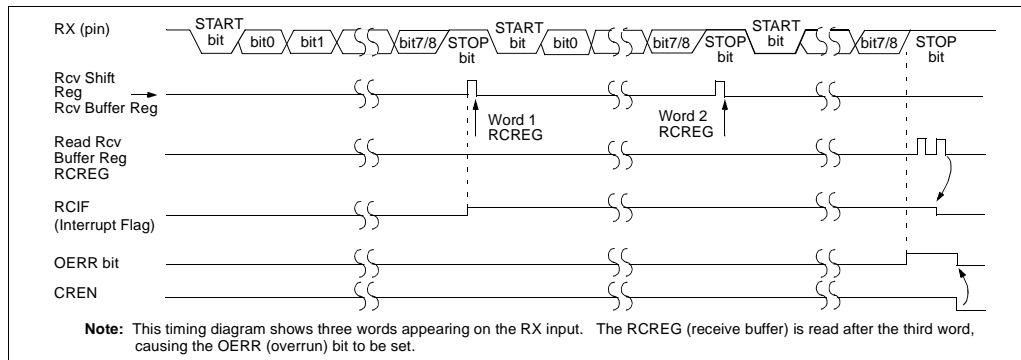 RX (pin)
START
bit
bit0
bit1
bit7/8
STOP
bit
START
bit
bit0
bit7/8
STOP
bit
START
bit
bit7/8
STOP
bit
Rcv Shift
Reg
Rcv Buffer Reg
Word 1
RCREG
Word 2
RCREG
Read Rcv
Buffer Reg
RCREG
RCIF
(Interrupt Flag)
OERR bit
CREN
Note: This timing diagram shows three words appearing on the RX input. The RCREG (receive buffer) is read after the third word,
causing the OERR (overrun) bit to be set.